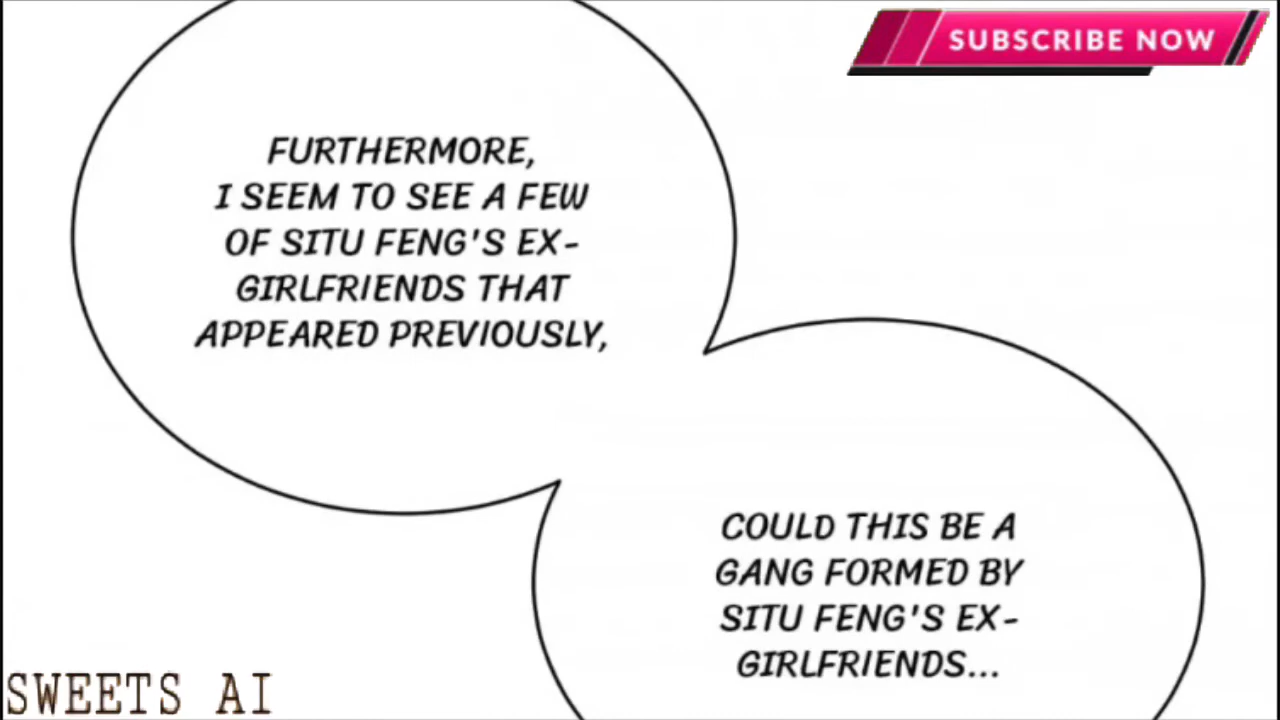 SUBSCRIBE NOW
FURTHERMORE,
I SEEM TO SEE A FEW
OF SITU FENG'S EX-
GIRLFRIENDS THAT
APPEARED PREVIOUSLY,
COULD THIS BE A
GANG FORMED BY
SITU FENG'S EX-
GIRLFRIENDS...
SWEETS AI